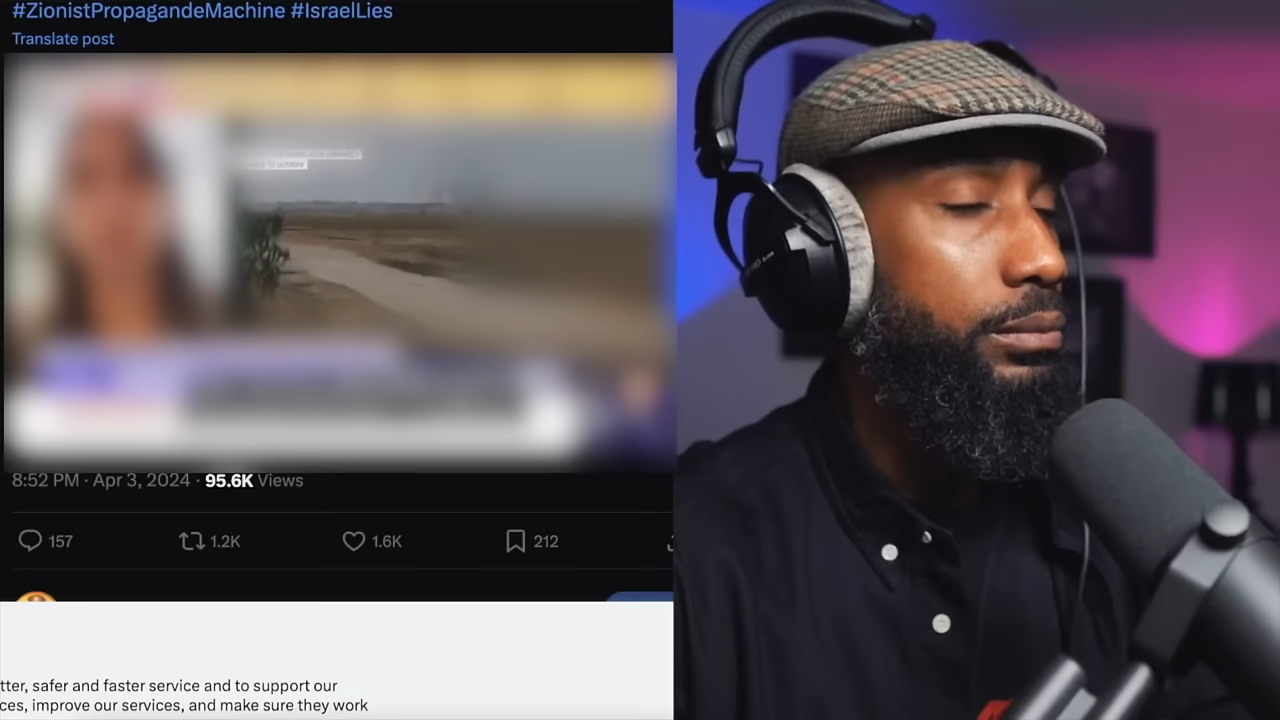 #ZionistPropagandeMachine #IsraelLies
Translate post
8:52 PM · Apr 3, 2024 · 95.6K Views
157
1.2K
1.6K
212
tter, safer and faster service and to support our
ces, improve our services, and make sure they work